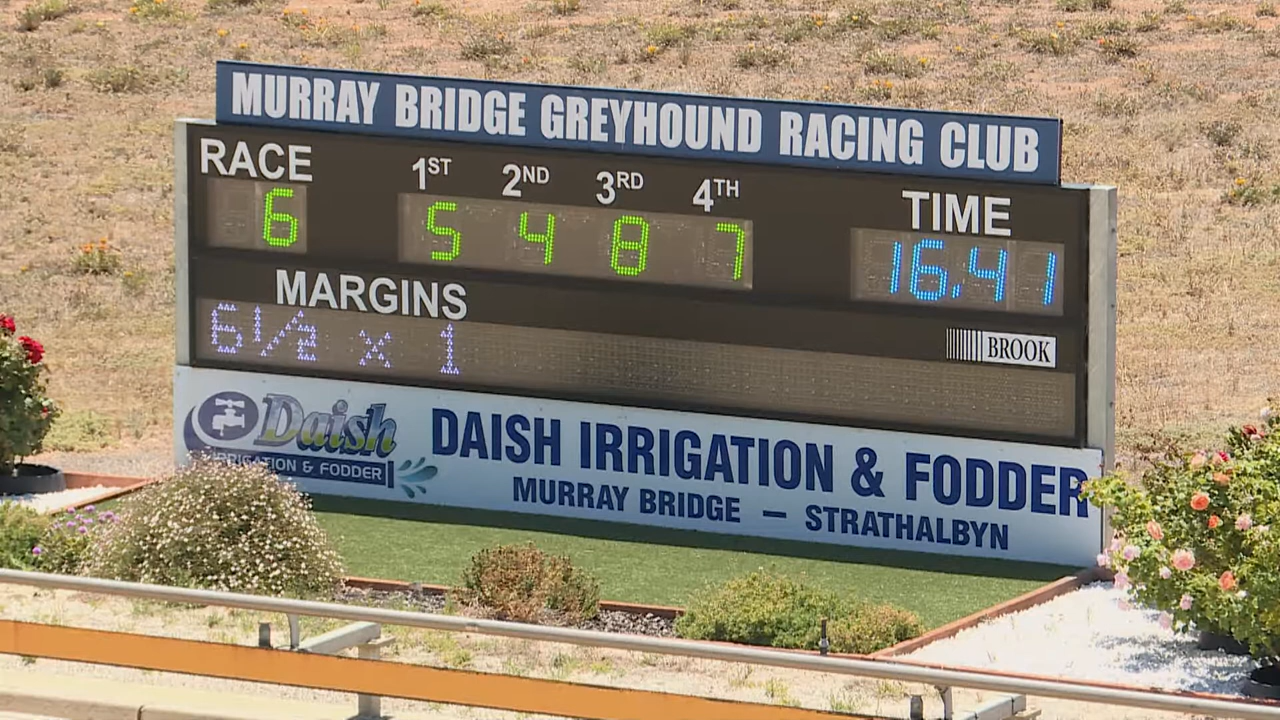 MURRAY BRIDGE GREYHOUND RACING CLUB
RACE 1ST 2ND 3RD 4TH TIME
6 5 4 8 7 16.41
MARGINS
6 1/2 x 1
BROOK
Daish
IRRIGATION & FODDER
DAISH IRRIGATION & FODDER
MURRAY BRIDGE – STRATHALBYN